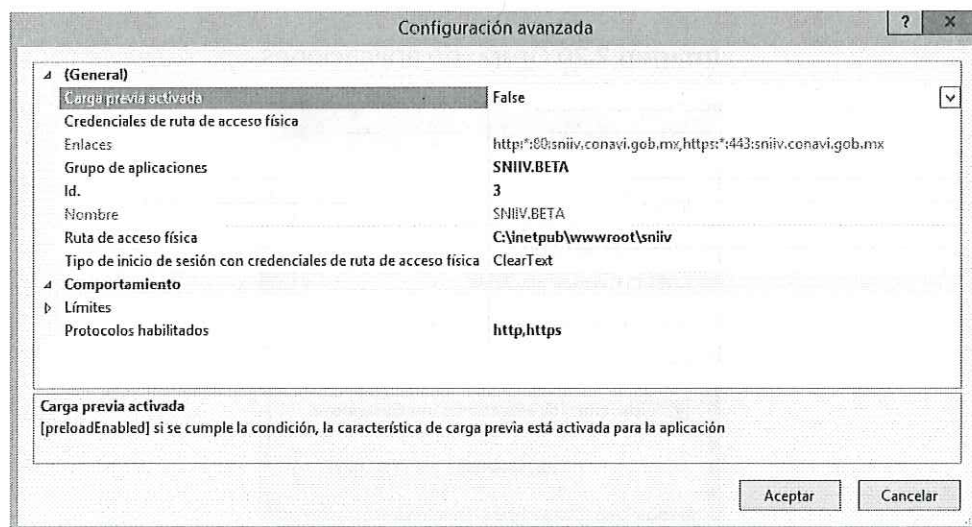 Configuración avanzada
? x
(General)
Carga previa activada False
Credenciales de ruta de acceso física
Enlaces http:*:80:sniiv.conavi.gob.mx,https:*:443:sniiv.conavi.gob.mx
Grupo de aplicaciones SNIIV.BETA
Id. 3
Nombre SNIIV.BETA
Ruta de acceso física C:\inetpub\wwwroot\sniiv
Tipo de inicio de sesión con credenciales de ruta de acceso física ClearText
Comportamiento
Límites
Protocolos habilitados http,https
Carga previa activada
[preloadEnabled] si se cumple la condición, la característica de carga previa está activada para la aplicación
Aceptar Cancelar